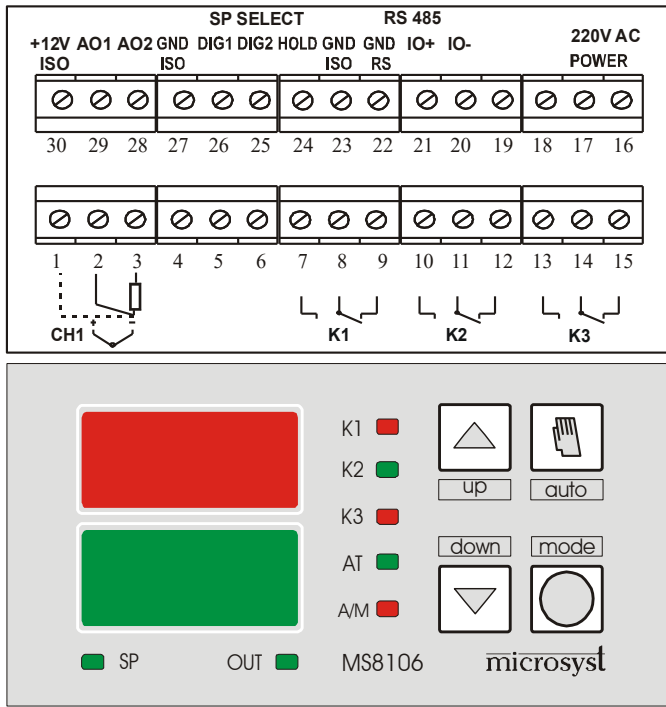 SP SELECT RS 485
+12V AO1 AO2 GND DIG1 DIG2 HOLD GND GND IO+ IO- 220V AC
ISO ISO ISO RS POWER
30 29 28 27 26 25 24 23 22 21 20 19 18 17 16
1 2 3 4 5 6 7 8 9 10 11 12 13 14 15
+ -
CH1 K1 K2 K3
K1
K2
up auto
K3
down mode
AT
A/M
SP OUT MS8106 microsyst